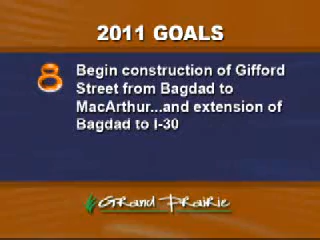 2011 GOALS
8
Begin construction of Gifford
Street from Bagdad to
MacArthur...and extension of
Bagdad to I-30
Grand Prairie